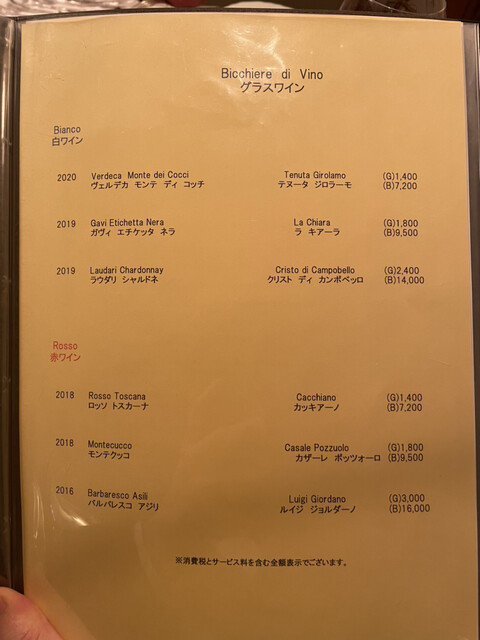 Bicchiere di Vino
グラスワイン
Bianco
白ワイン
2020 Verdeca Monte dei Cocci Tenuta Girolamo (G)1,400
ヴェルデカ モンテ ディ コッチ テヌータ ジロラーモ (B)7,200
2019 Gavi Etichetta Nera La Chiara (G)1,800
ガヴィ エチケッタ ネラ ラ キアーラ (B)9,500
2019 Laudari Chardonnay Cristo di Campobello (G)2,400
ラウダリ シャルドネ クリスト ディ カンポベッロ (B)14,000
Rosso
赤ワイン
2018 Rosso Toscana Cacchiano (G)1,400
ロッソ トスカーナ カッキアーノ (B)7,200
2018 Montecucco Casale Pozzuolo (G)1,800
モンテクッコ カザーレ ポッツォーロ (B)9,500
2016 Barbaresco Asili Luigi Giordano (G)3,000
バルバレスコ アジリ ルイジ ジョルダーノ (B)16,000
※消費税とサービス料を含む全額表示でございます。